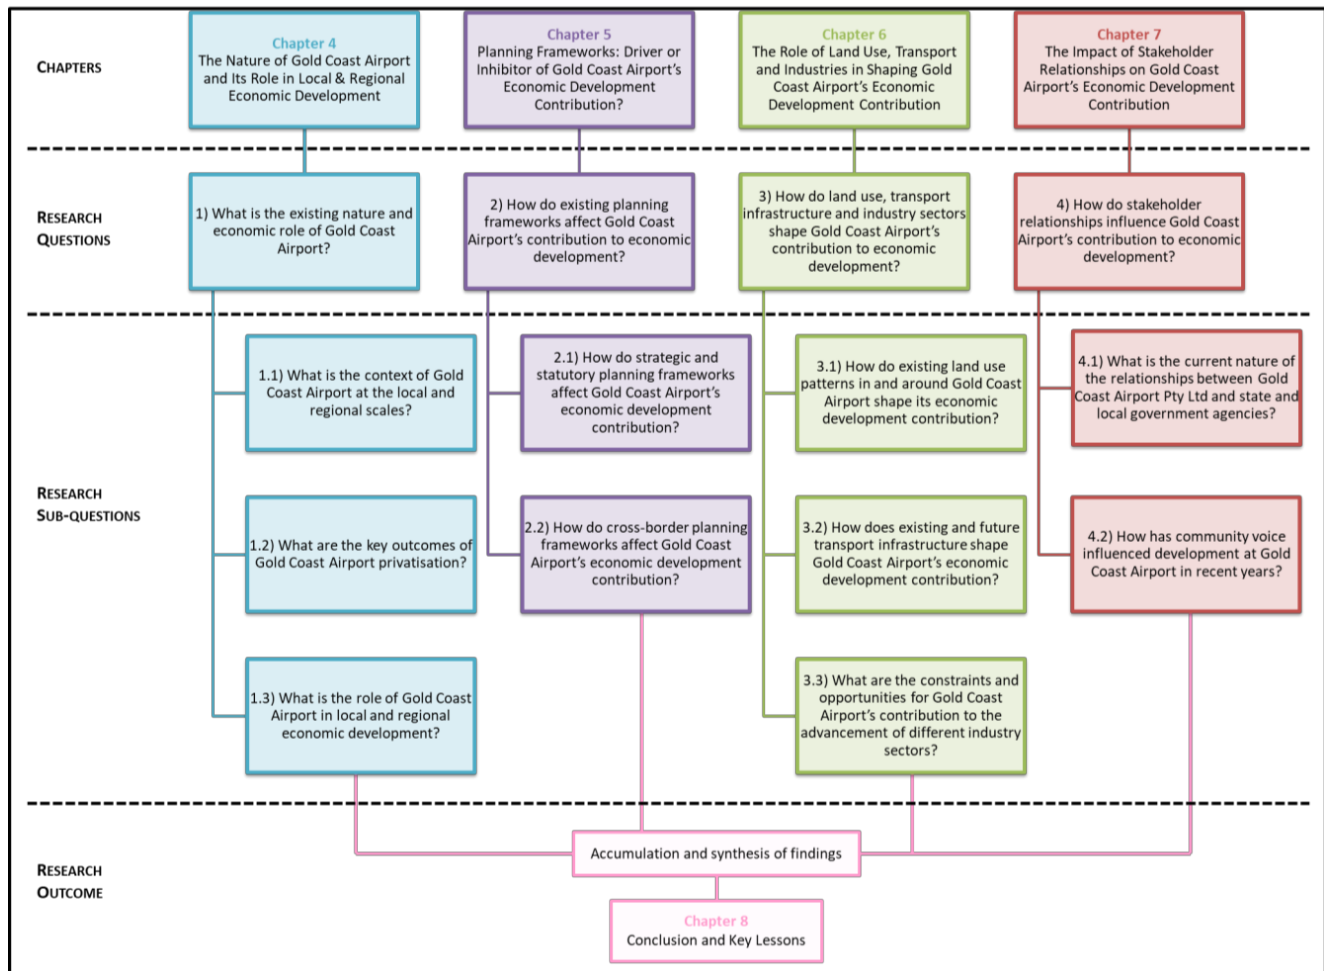 CHAPTERS
Chapter 4
The Nature of Gold Coast Airport
and Its Role in Local & Regional
Economic Development
Chapter 5
Planning Frameworks: Driver or
Inhibitor of Gold Coast Airport’s
Economic Development
Contribution?
Chapter 6
The Role of Land Use, Transport
and Industries in Shaping Gold
Coast Airport’s Economic
Development Contribution
Chapter 7
The Impact of Stakeholder
Relationships on Gold Coast
Airport’s Economic Development
Contribution
RESEARCH
QUESTIONS
1) What is the existing nature and
economic role of Gold Coast
Airport?
2) How do existing planning
frameworks affect Gold Coast
Airport’s contribution to economic
development?
3) How do land use, transport
infrastructure and industry sectors
shape Gold Coast Airport’s
contribution to economic
development?
4) How do stakeholder
relationships influence Gold Coast
Airport’s contribution to economic
development?
RESEARCH
SUB-QUESTIONS
1.1) What is the context of Gold
Coast Airport at the local and
regional scales?
2.1) How do strategic and
statutory planning frameworks
affect Gold Coast Airport’s
economic development
contribution?
3.1) How do existing land use
patterns in and around Gold Coast
Airport shape its economic
development contribution?
4.1) What is the current nature of
the relationships between Gold
Coast Airport Pty Ltd and state and
local government agencies?
1.2) What are the key outcomes of
Gold Coast Airport privatisation?
2.2) How do cross-border planning
frameworks affect Gold Coast
Airport’s economic development
contribution?
3.2) How does existing and future
transport infrastructure shape
Gold Coast Airport’s economic
development contribution?
4.2) How has community voice
influenced development at Gold
Coast Airport in recent years?
1.3) What is the role of Gold Coast
Airport in local and regional
economic development?
3.3) What are the constraints and
opportunities for Gold Coast
Airport’s contribution to the
advancement of different industry
sectors?
RESEARCH
OUTCOME
Accumulation and synthesis of findings
Chapter 8
Conclusion and Key Lessons